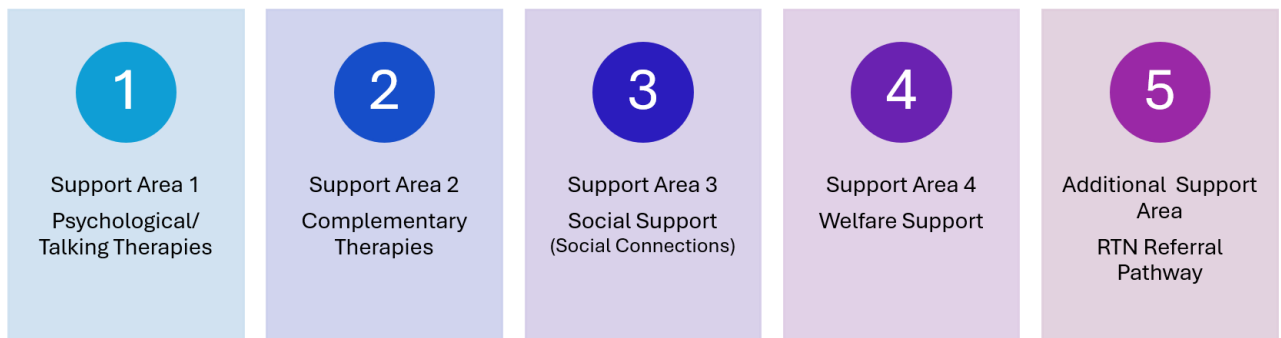 1
Support Area 1
Psychological/
Talking Therapies
2
Support Area 2
Complementary
Therapies
3
Support Area 3
Social Support
(Social Connections)
4
Support Area 4
Welfare Support
5
Additional Support
Area
RTN Referral
Pathway